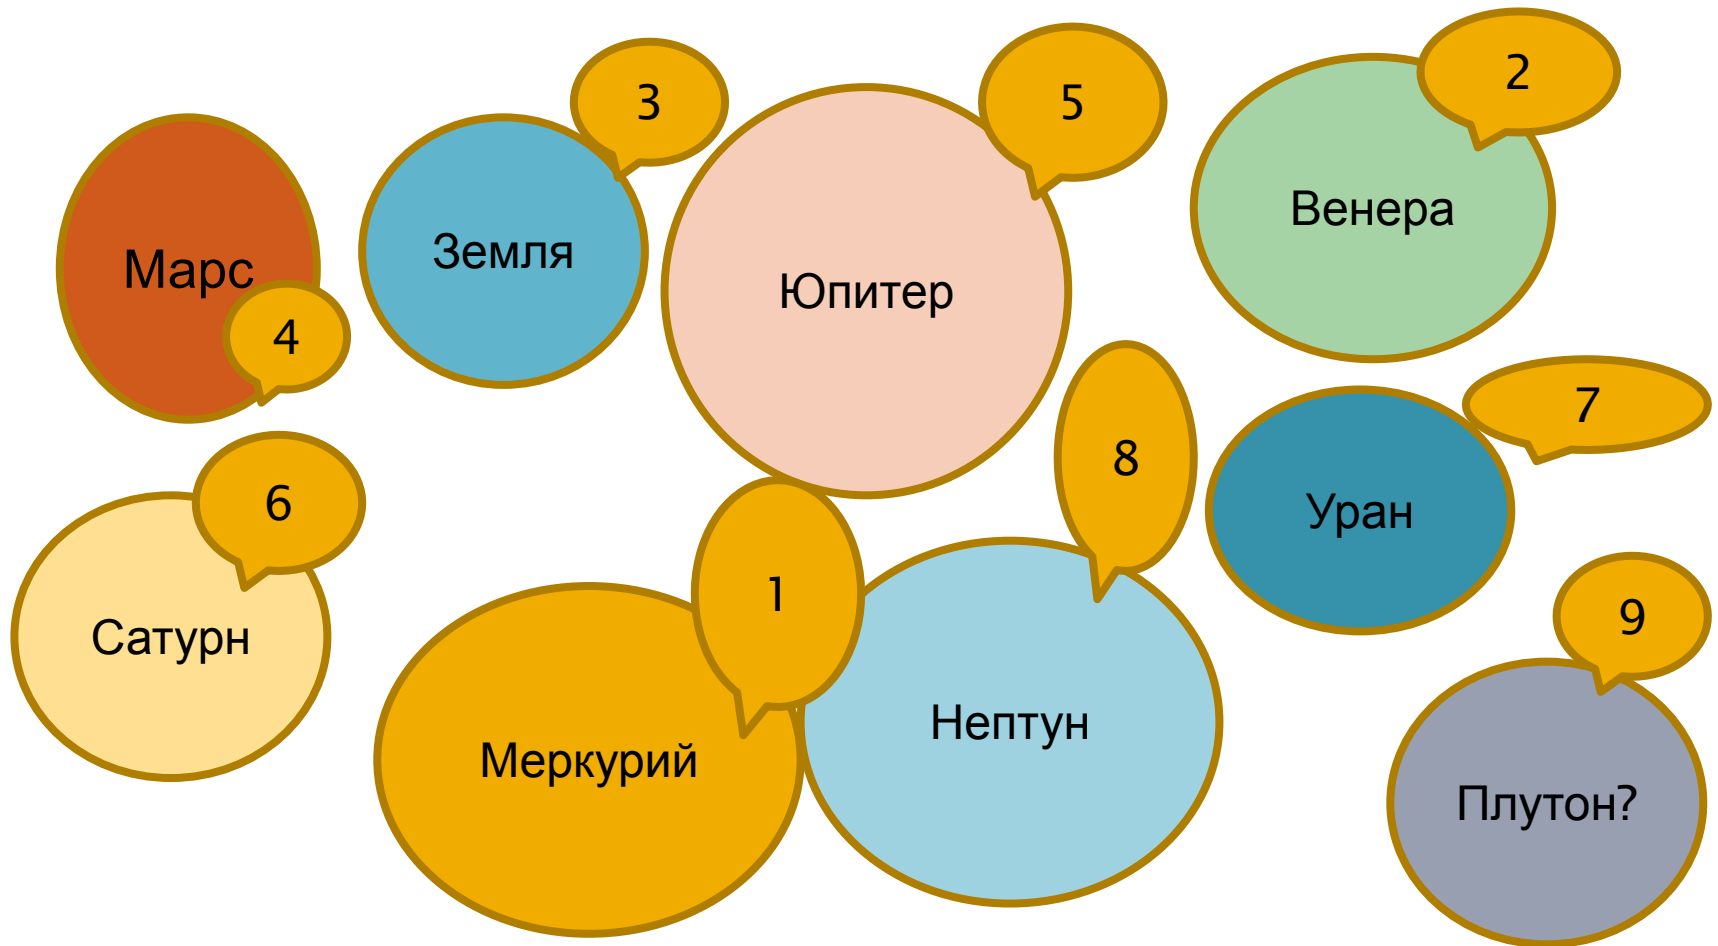 2
3
5
Венера
Земля
Марс
Юпитер
4
7
8
6
Уран
1
9
Сатурн
Нептун
Меркурий
Плутон?